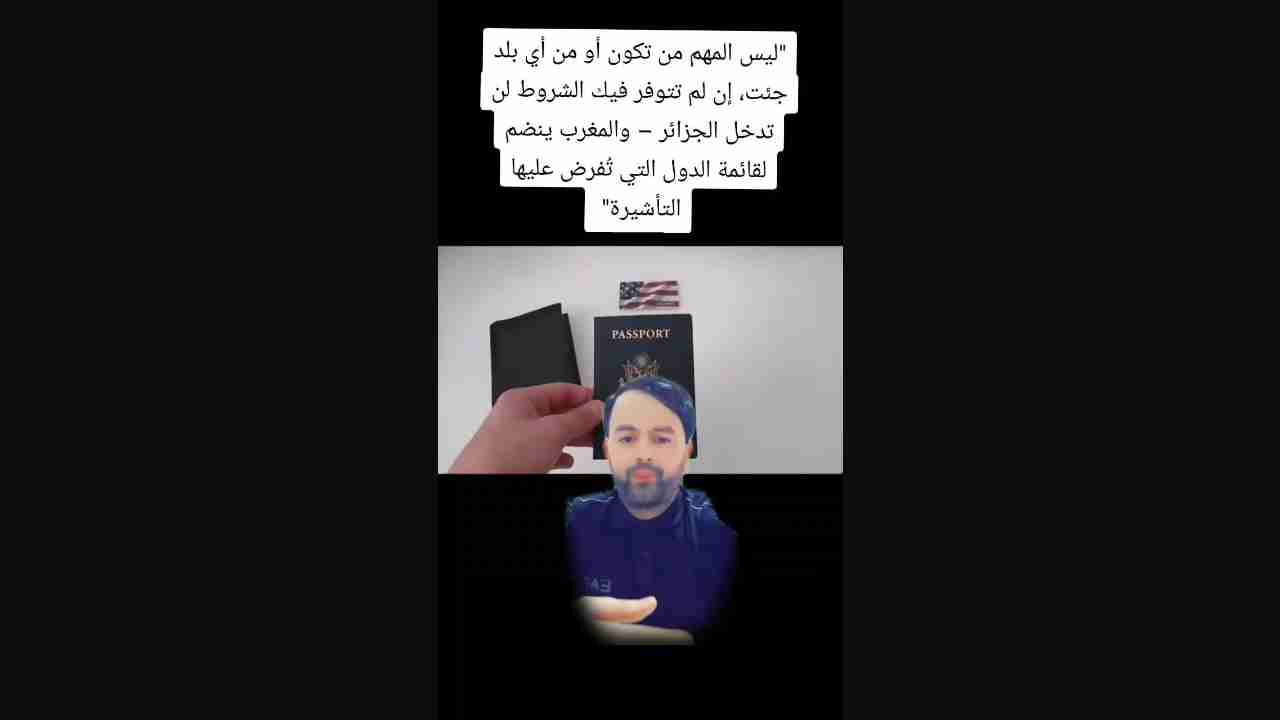 "ليس المهم من تكون أو من أي بلد
جئت، إن لم تتوفر فيك الشروط لن
تدخل الجزائر – والمغرب ينضم
لقائمة الدول التي تُفرض عليها
التأشيرة"
PASSPORT